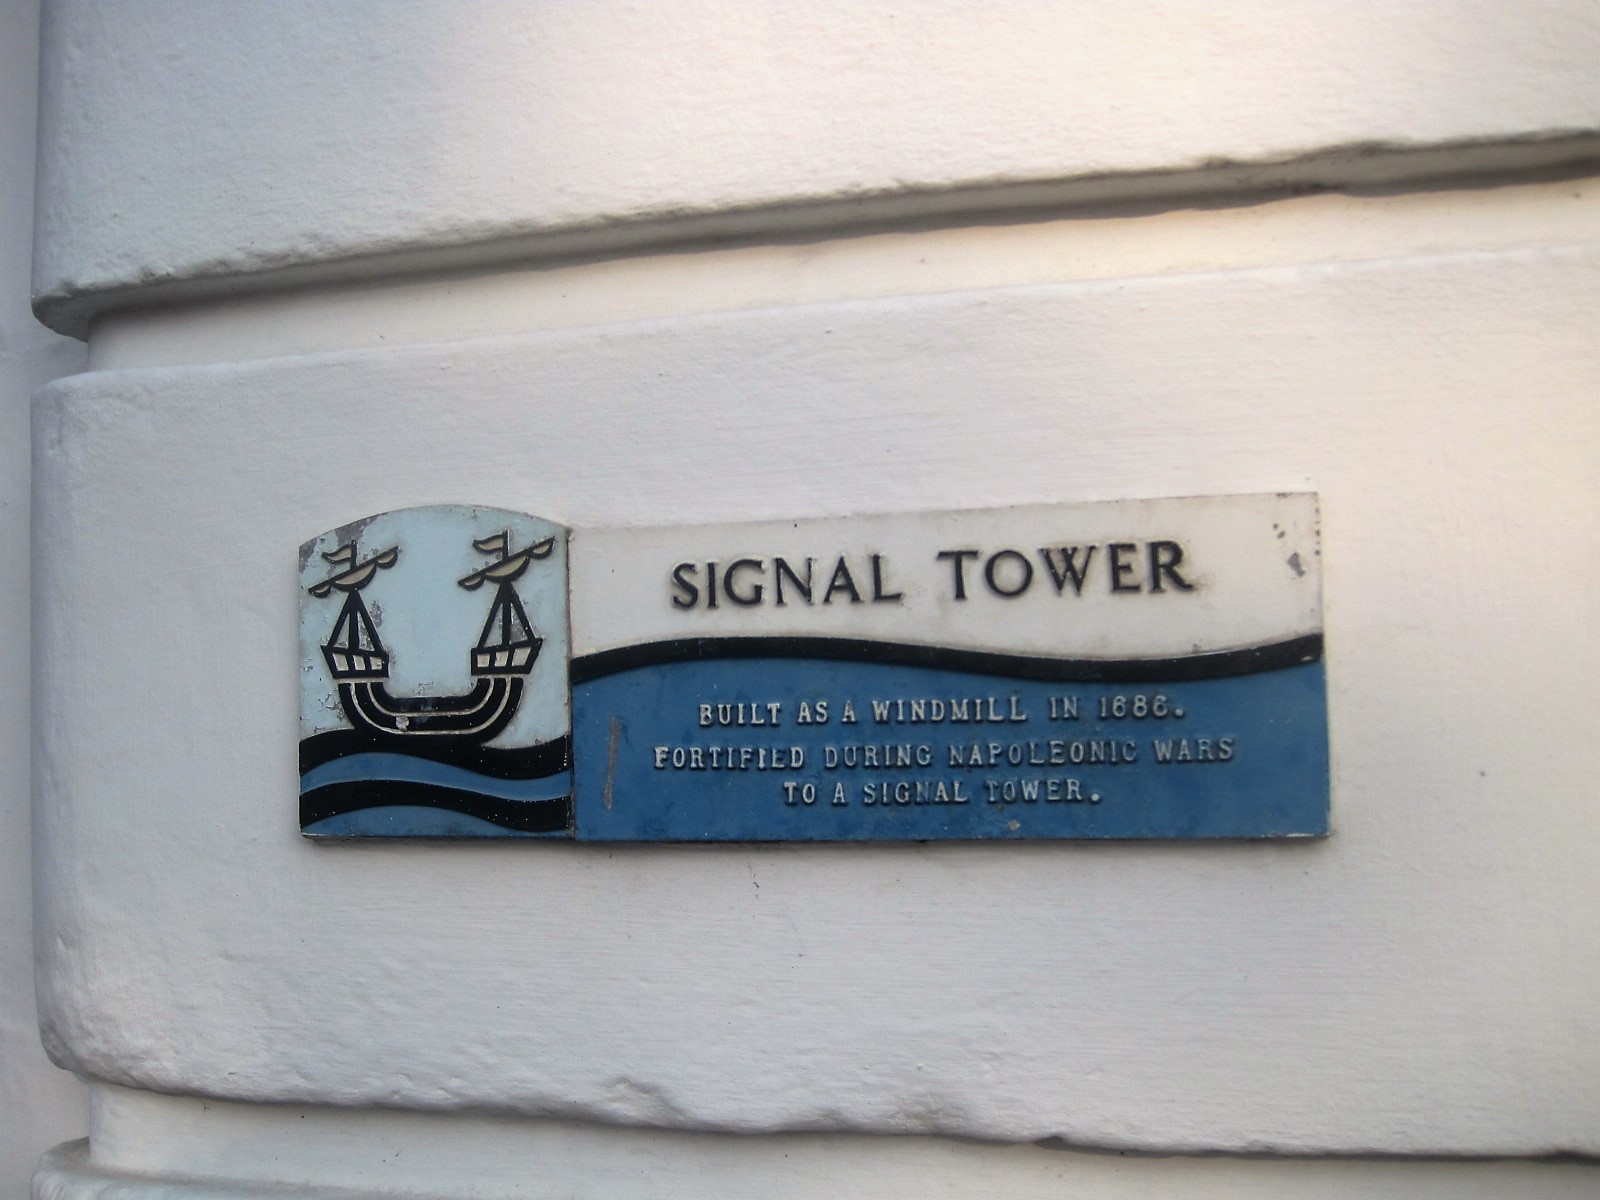 SIGNAL TOWER
BUILT AS A WINDMILL IN 1686.
FORTIFIED DURING NAPOLEONIC WARS
TO A SIGNAL TOWER.